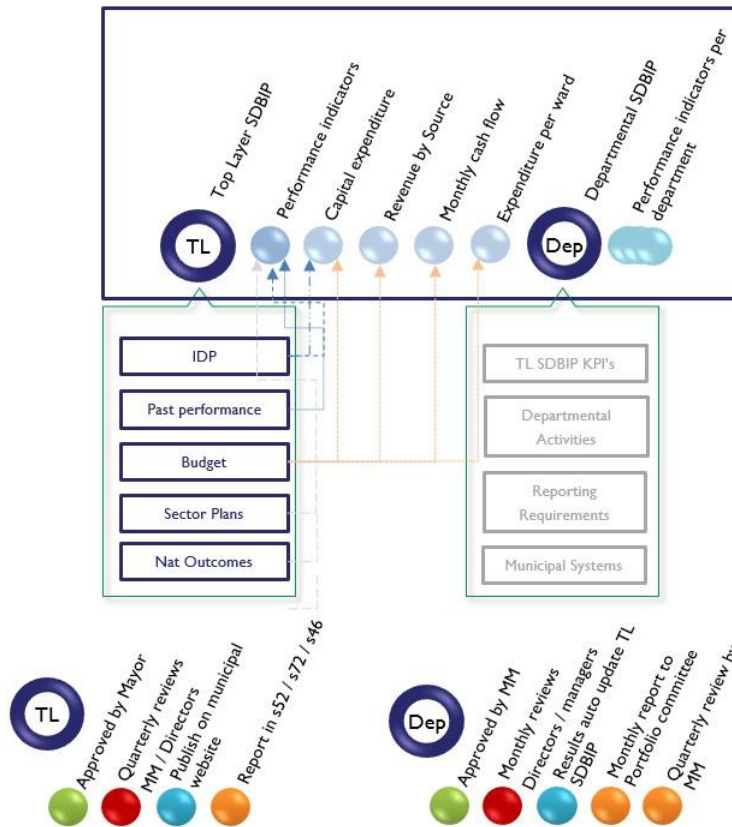 Top Layer SDBIP
Performance indicators
Capital expenditure
Revenue by Source
Monthly cash flow
Expenditure per ward
Departmental SDBIP
Performance indicators per
department
TL
Dep
IDP
Past performance
Budget
Sector Plans
Nat Outcomes
TL SDBIP KPI's
Departmental
Activities
Reporting
Requirements
Municipal Systems
TL
Approved by Mayor
Quarterly reviews
MM / Directors
Publish on municipal
website
Report in s52 / s72 / s46
Dep
Approved by MM
Monthly reviews
Directors / managers
Results auto update TL
SDBIP
Monthly report to
Portfolio committee
Quarterly review by
MM